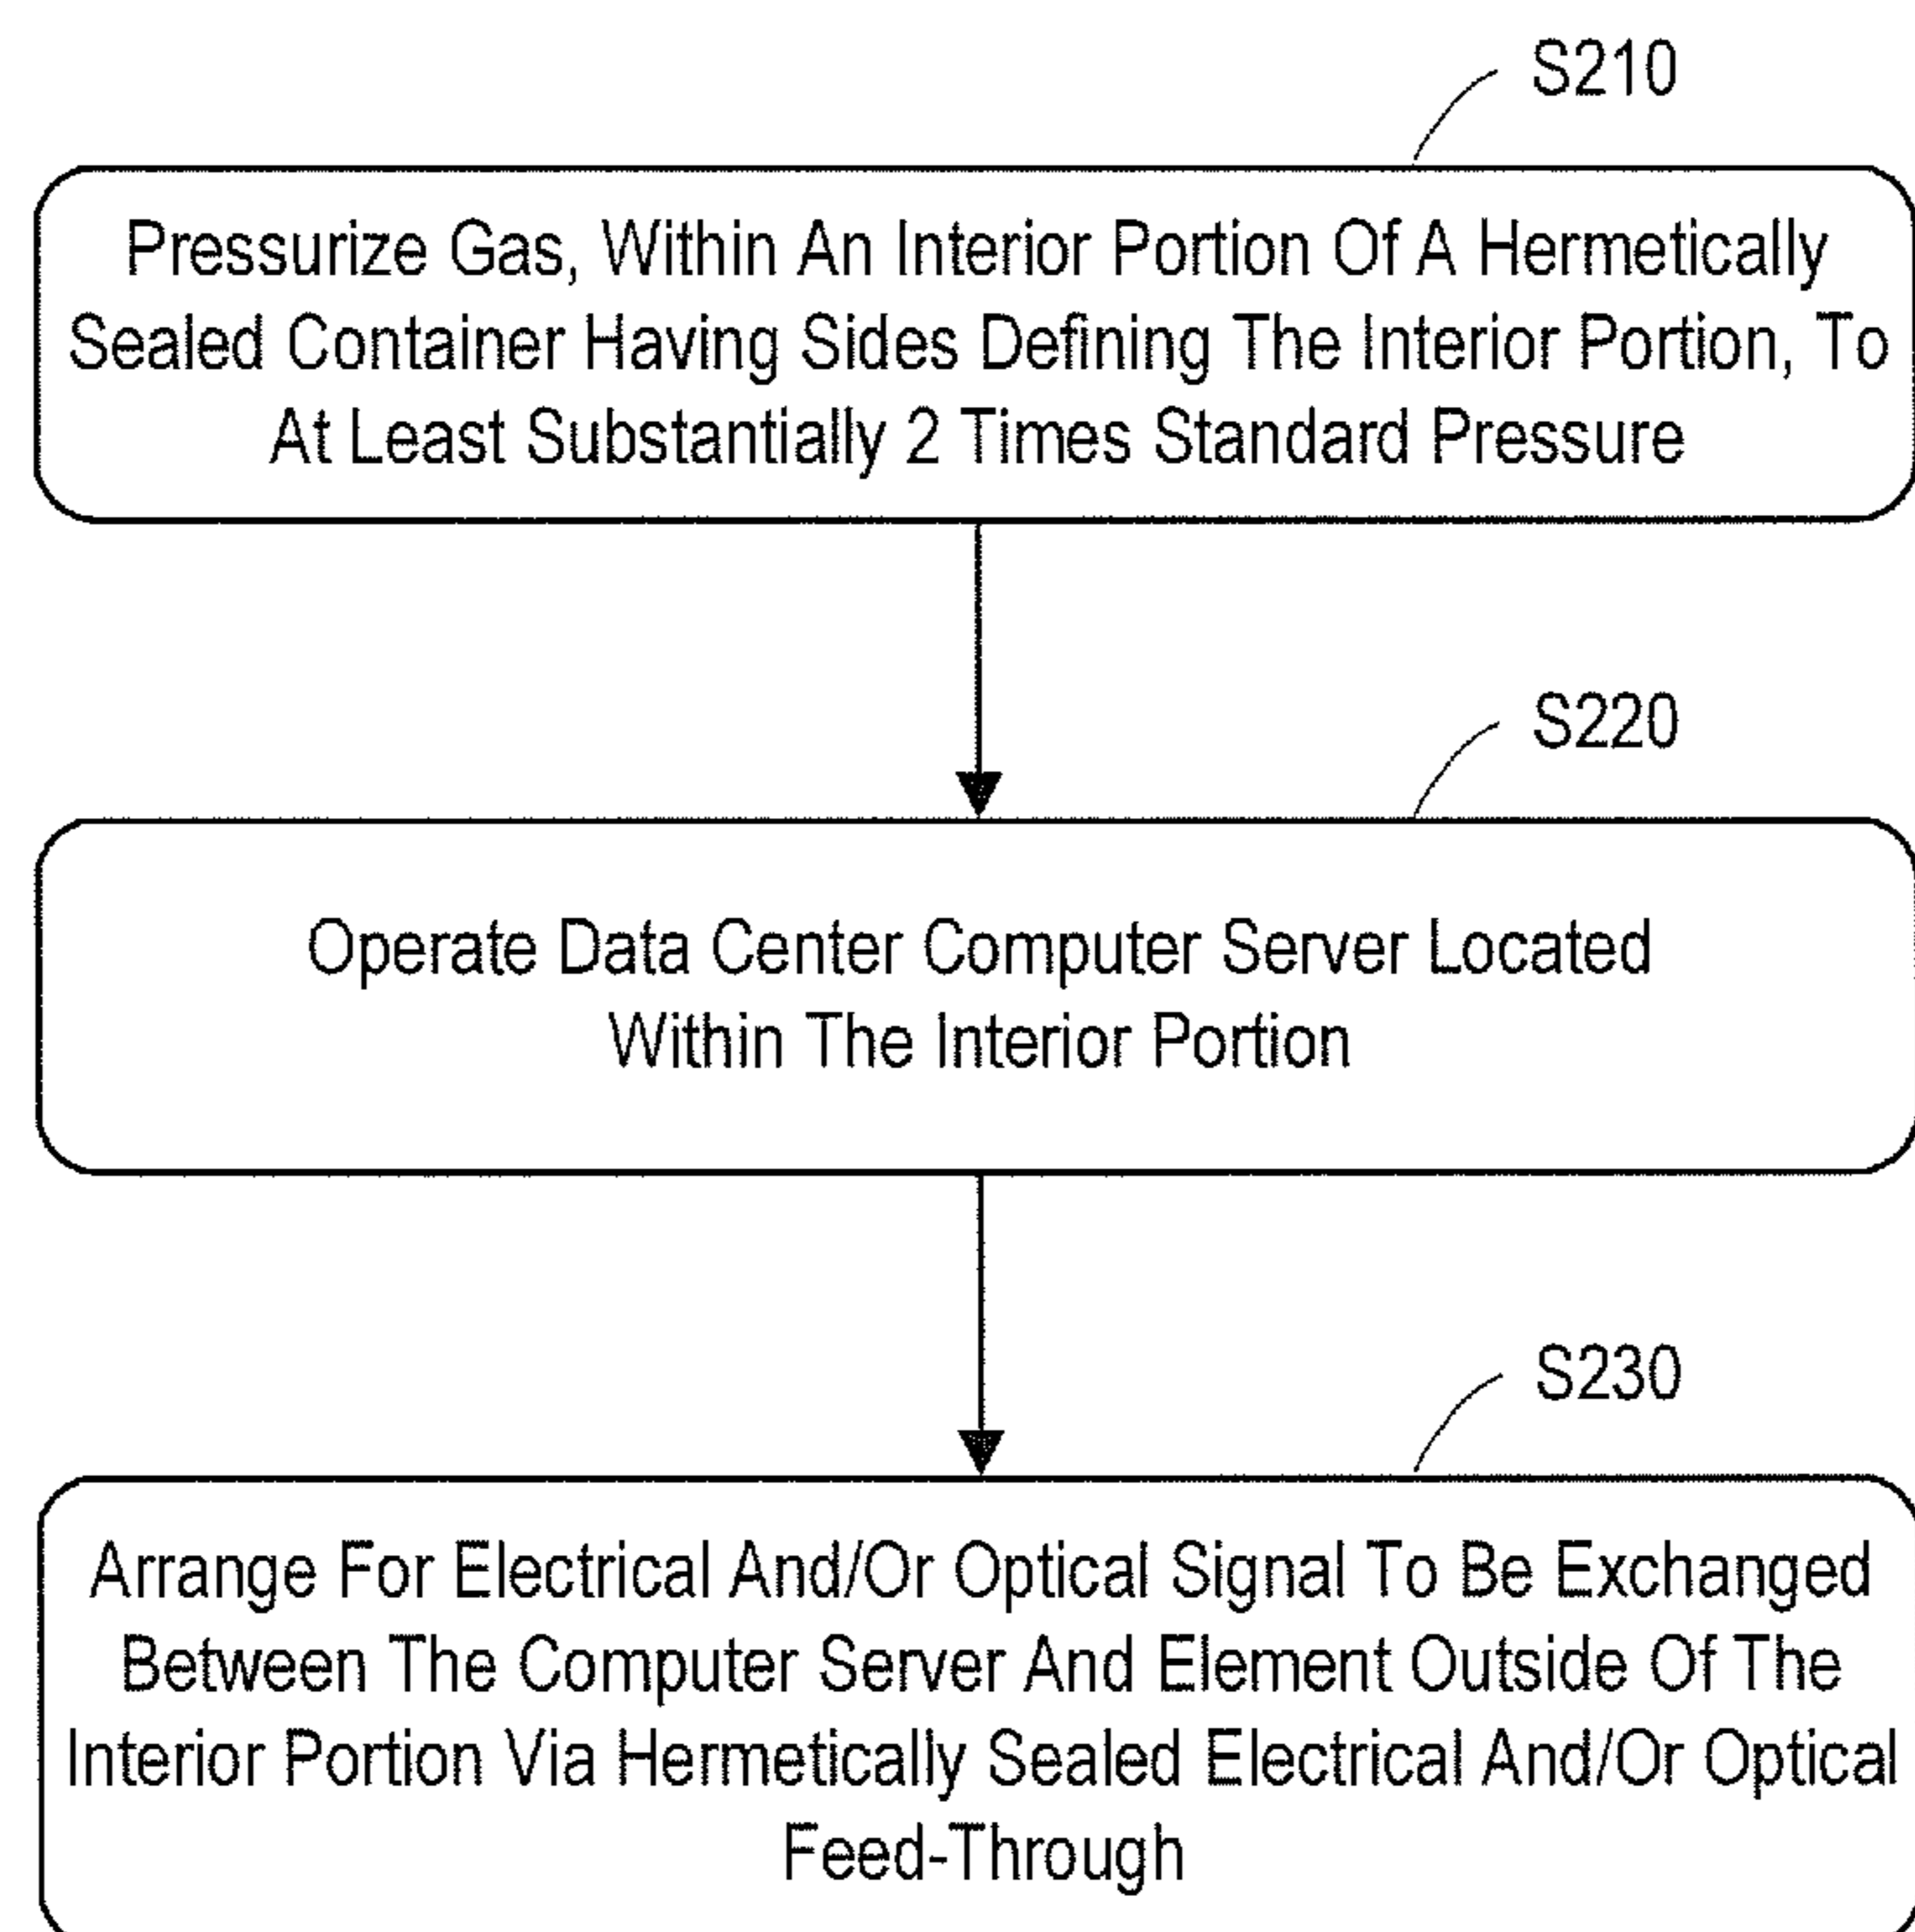 S210
Pressurize Gas, Within An Interior Portion Of A Hermetically
Sealed Container Having Sides Defining The Interior Portion, To
At Least Substantially 2 Times Standard Pressure
S220
Operate Data Center Computer Server Located
Within The Interior Portion
S230
Arrange For Electrical And/Or Optical Signal To Be Exchanged
Between The Computer Server And Element Outside Of The
Interior Portion Via Hermetically Sealed Electrical And/Or Optical
Feed-Through